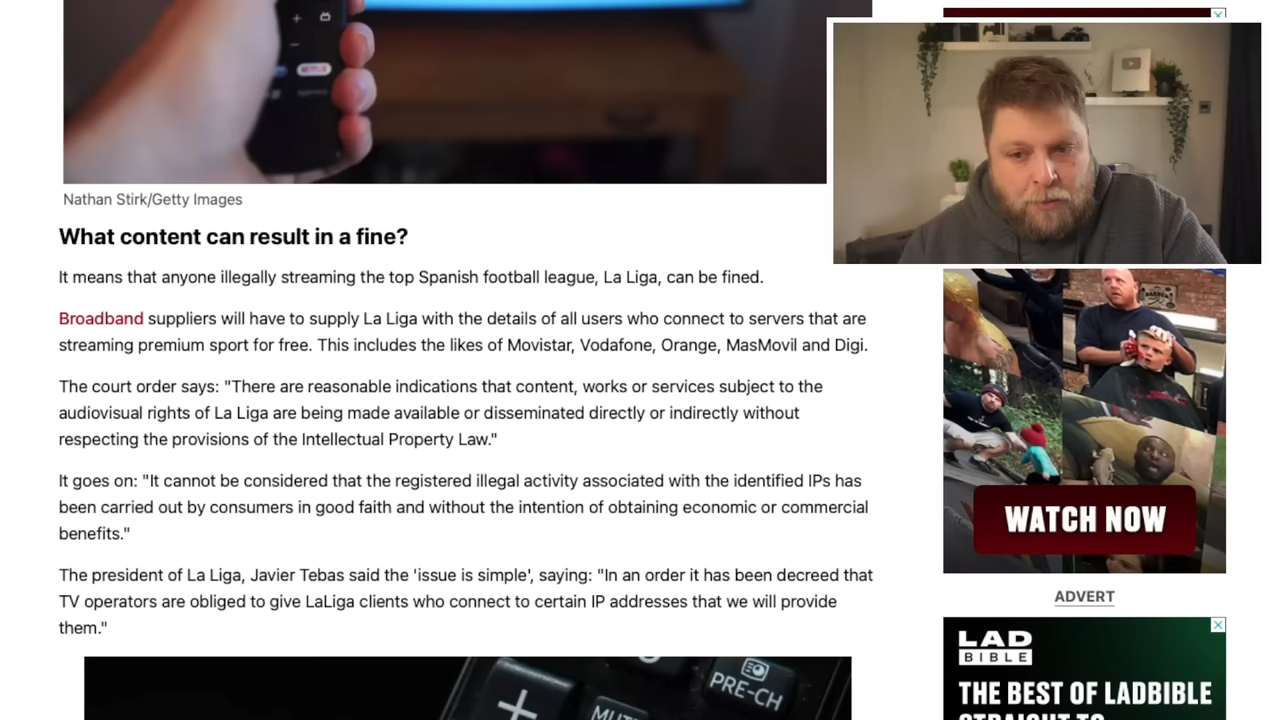 NETFLIX
Nathan Stirk/Getty Images
What content can result in a fine?
It means that anyone illegally streaming the top Spanish football league, La Liga, can be fined.
Broadband suppliers will have to supply La Liga with the details of all users who connect to servers that are
streaming premium sport for free. This includes the likes of Movistar, Vodafone, Orange, MasMovil and Digi.
The court order says: "There are reasonable indications that content, works or services subject to the
audiovisual rights of La Liga are being made available or disseminated directly or indirectly without
respecting the provisions of the Intellectual Property Law."
It goes on: "It cannot be considered that the registered illegal activity associated with the identified IPs has
been carried out by consumers in good faith and without the intention of obtaining economic or commercial
benefits."
The president of La Liga, Javier Tebas said the 'issue is simple', saying: "In an order it has been decreed that
TV operators are obliged to give LaLiga clients who connect to certain IP addresses that we will provide
them."
PRE-CH
WATCH NOW
ADVERT
LAD
BIBLE
THE BEST OF LADBIBLE